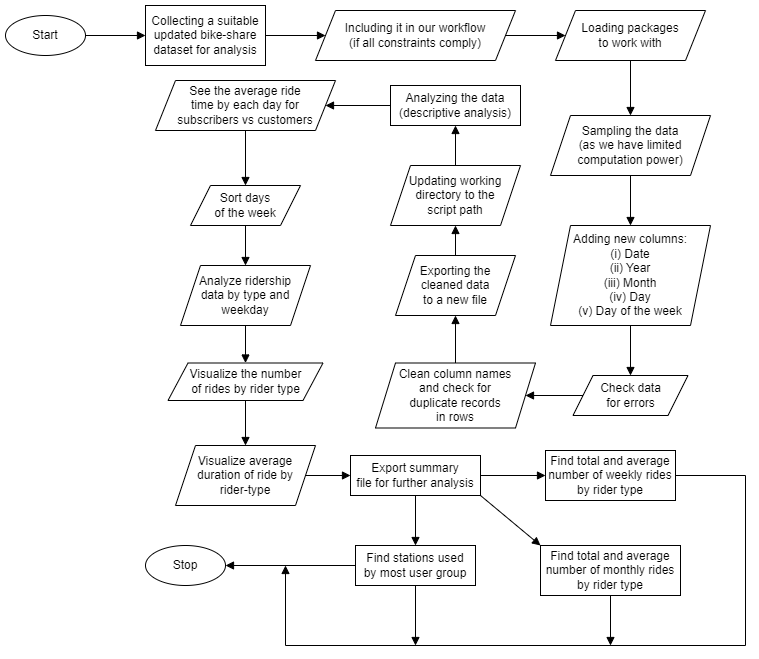 Start
Collecting a suitable
updated bike-share
dataset for analysis
Including it in our workflow
(if all constraints comply)
Loading packages
to work with
Sampling the data
(as we have limited
computation power)
Adding new columns:
(i) Date
(ii) Year
(iii) Month
(iv) Day
(v) Day of the week
Check data
for errors
Clean column names
and check for
duplicate records
in rows
Exporting the
cleaned data
to a new file
Updating working
directory to the
script path
Analyzing the data
(descriptive analysis)
See the average ride
time by each day for
subscribers vs customers
Sort days
of the week
Analyze ridership
data by type and
weekday
Visualize the number
of rides by rider type
Visualize average
duration of ride by
rider-type
Export summary
file for further analysis
Find total and average
number of weekly rides
by rider type
Find stations used
by most user group
Find total and average
number of monthly rides
by rider type
Stop